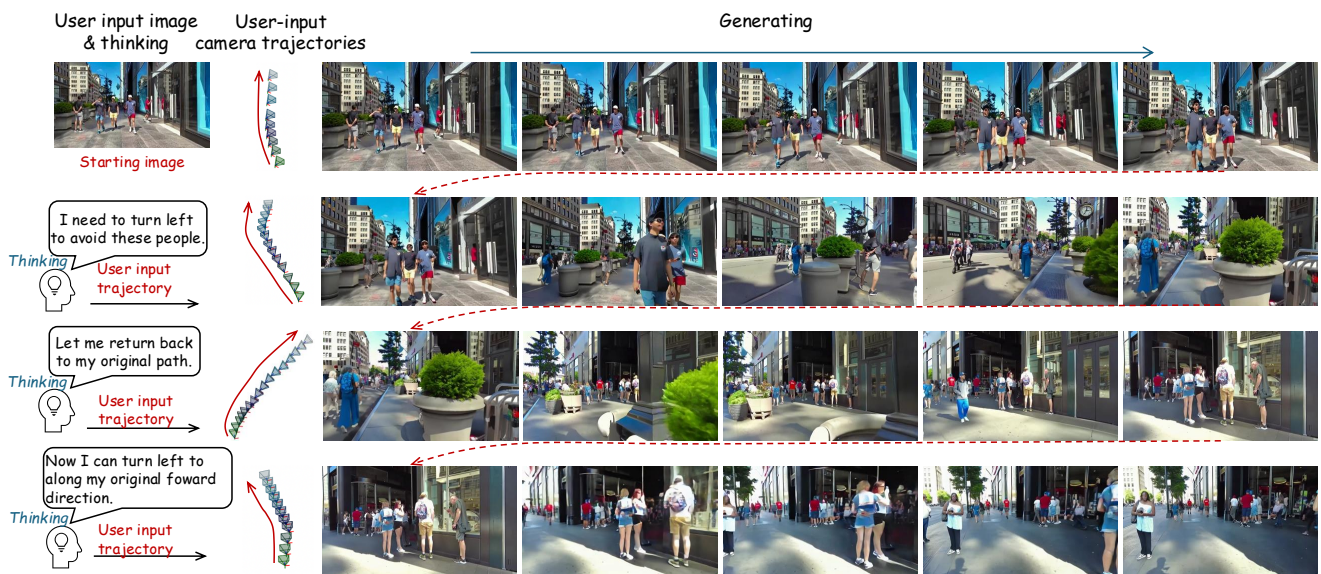 User input image
& thinking
User-input
camera trajectories
Generating
Starting image
I need to turn left
to avoid these people.
Thinking
User input
trajectory
Let me return back
to my original path.
Thinking
User input
trajectory
Now I can turn left to
along my original foward
direction.
Thinking
User input
trajectory